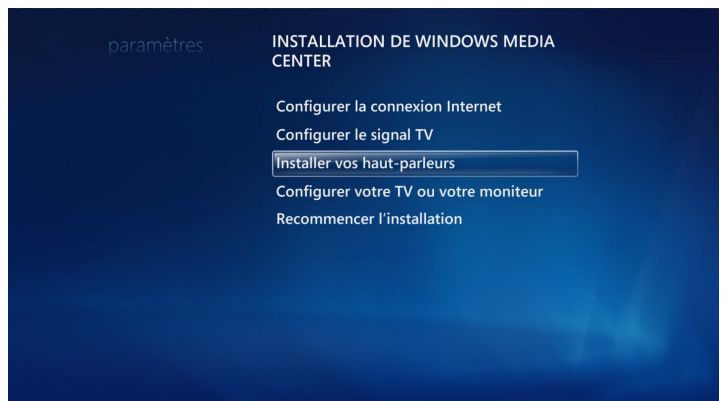 paramètres
INSTALLATION DE WINDOWS MEDIA
CENTER
Configurer la connexion Internet
Configurer le signal TV
Installer vos haut-parleurs
Configurer votre TV ou votre moniteur
Recommencer l'installation